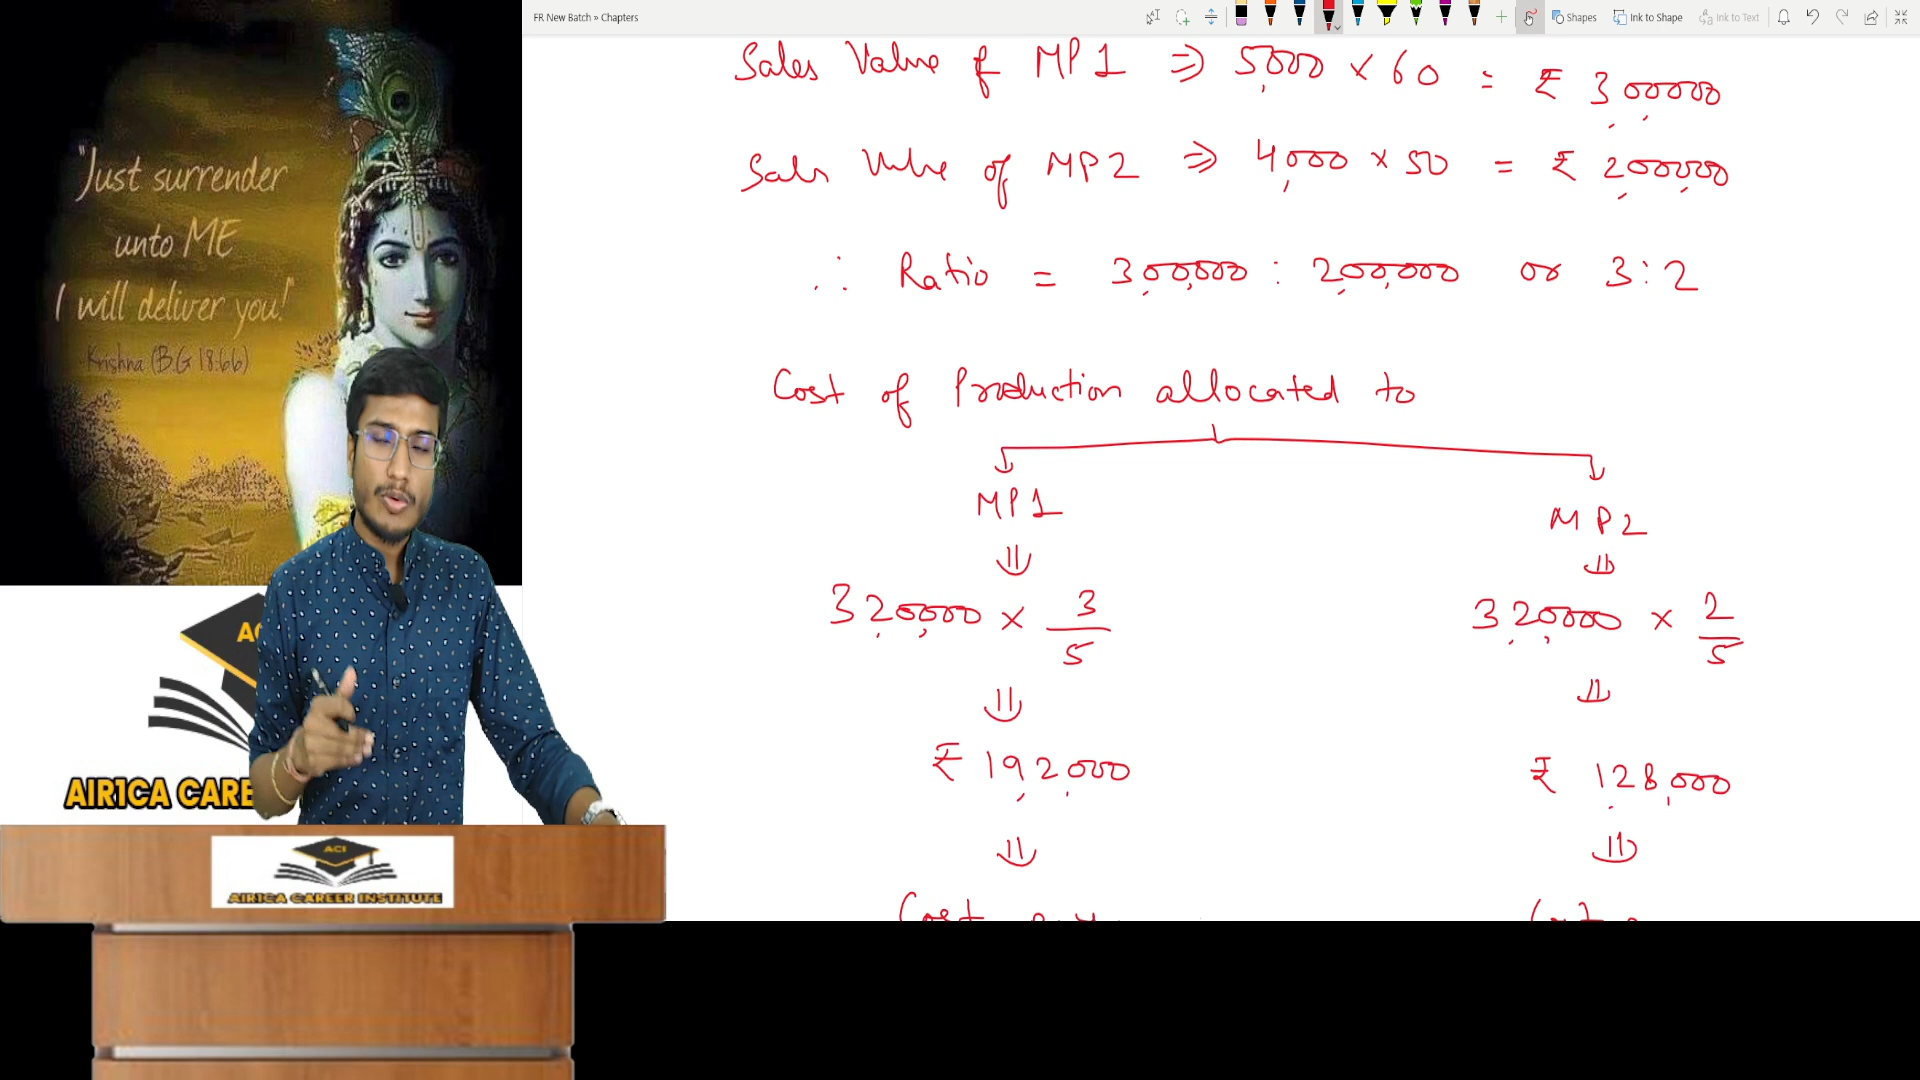 FR New Batch » Chapters
Shapes
Ink to Shape
Ink to Text
"Just surrender
unto ME
I will deliver you!"
- Krishna (B.G 18:66)
Sales Value of MP1 ⇒ 5,000 × 60 = ₹ 3,00,000
Sales Value of MP2 ⇒ 4,000 × 50 = ₹ 2,00,000
∴ Ratio = 3,00,000 : 2,00,000 or 3:2
Cost of Production allocated to
MP1
MP2
3,20,000 × 3/5
3,20,000 × 2/5
₹ 1,92,000
₹ 1,28,000
Cost
AIR1CA CARE
ACI
AIR1CA CAREER INSTITUTE